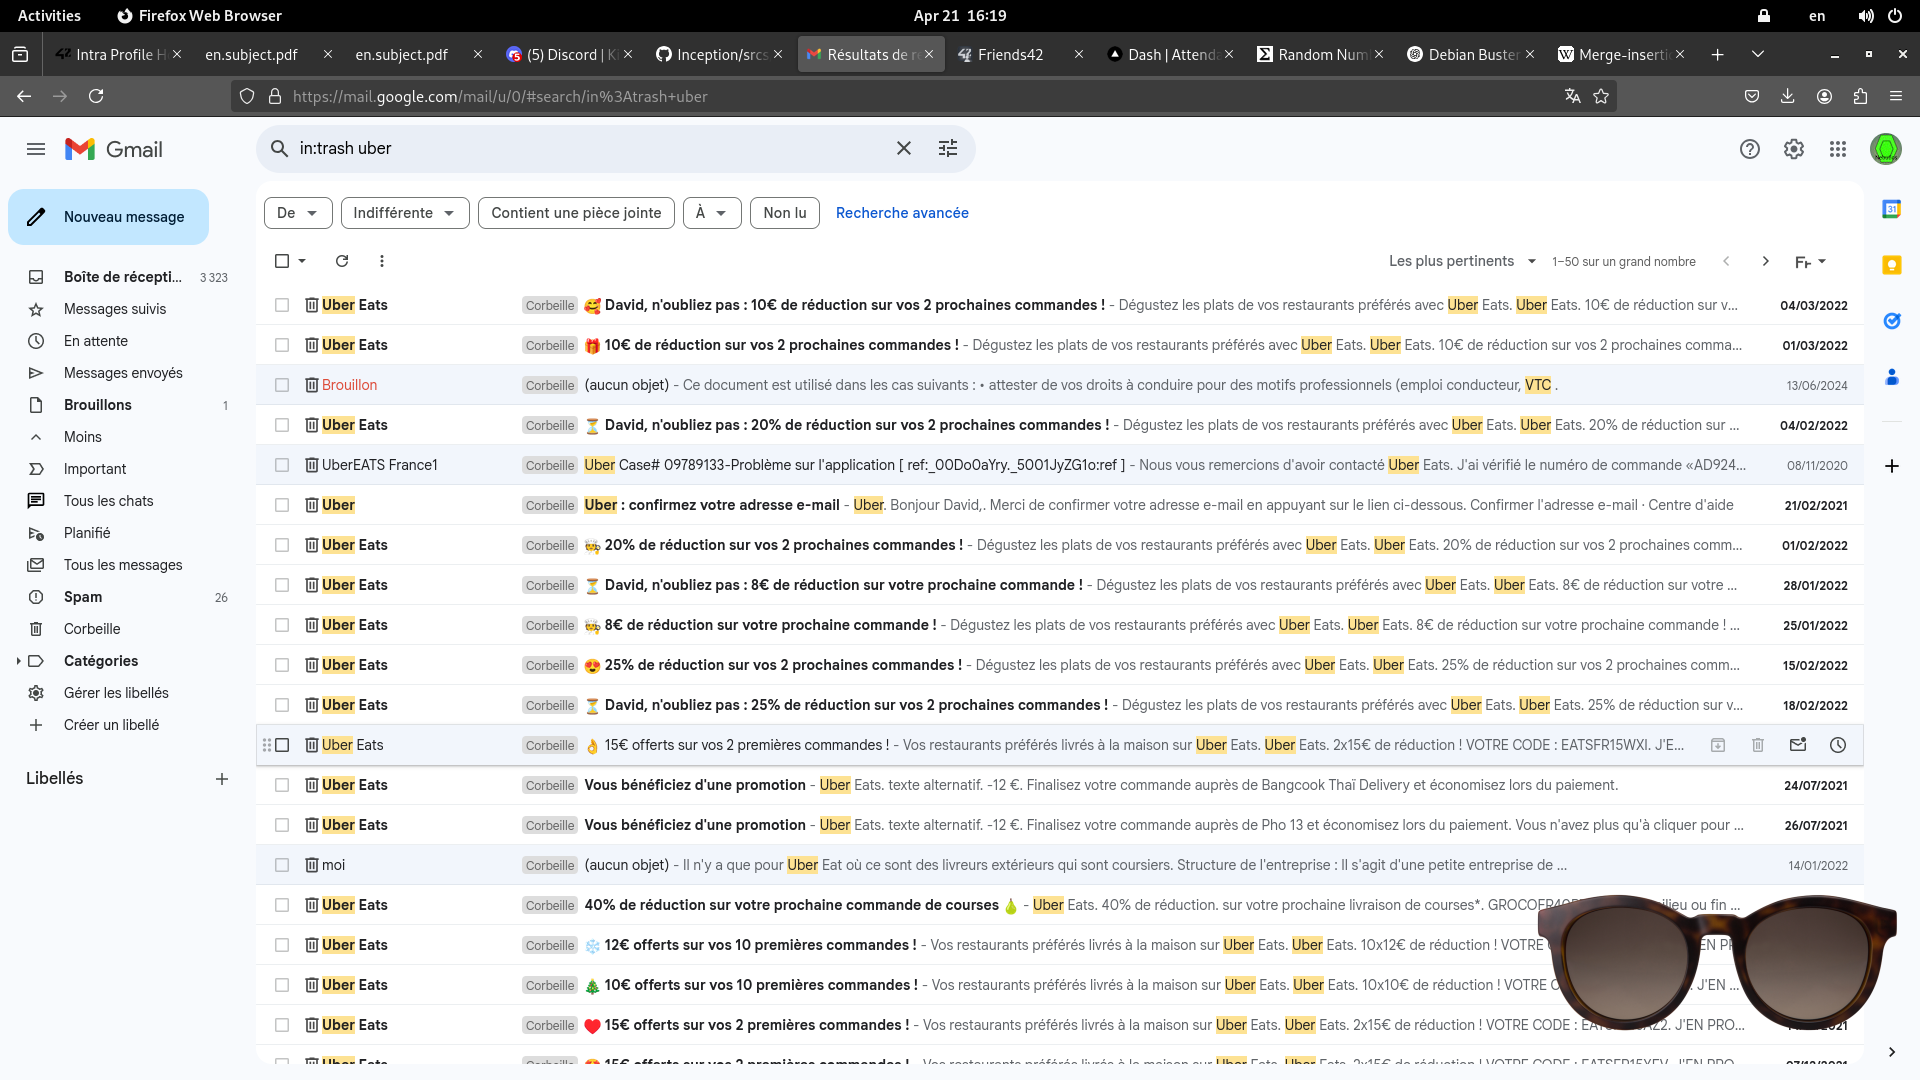 Activities Firefox Web Browser Apr 21 16:19 en
Intra Profile H en.subject.pdf en.subject.pdf (5) Discord | Ki Inception/srcs Résultats de re Friends42 Dash | Attenda Random Num Debian Buster Merge-inserti
https://mail.google.com/mail/u/0/#search/in%3Atrash+uber
Gmail in:trash uber
Nouveau message
De Indifférente Contient une pièce jointe À Non lu Recherche avancée
Les plus pertinents 1–50 sur un grand nombre
Boîte de récepti... 3 323
Messages suivis
En attente
Messages envoyés
Brouillons 1
Moins
Important
Tous les chats
Planifié
Tous les messages
Spam 26
Corbeille
Catégories
Gérer les libellés
Créer un libellé
Libellés
Uber Eats Corbeille 🥰 David, n'oubliez pas : 10€ de réduction sur vos 2 prochaines commandes ! - Dégustez les plats de vos restaurants préférés avec Uber Eats. Uber Eats. 10€ de réduction sur v... 04/03/2022
Uber Eats Corbeille 🎁 10€ de réduction sur vos 2 prochaines commandes ! - Dégustez les plats de vos restaurants préférés avec Uber Eats. Uber Eats. 10€ de réduction sur vos 2 prochaines comma... 01/03/2022
Brouillon Corbeille (aucun objet) - Ce document est utilisé dans les cas suivants : • attester de vos droits à conduire pour des motifs professionnels (emploi conducteur, VTC . 13/06/2024
Uber Eats Corbeille ⏳ David, n'oubliez pas : 20% de réduction sur vos 2 prochaines commandes ! - Dégustez les plats de vos restaurants préférés avec Uber Eats. Uber Eats. 20% de réduction sur ... 04/02/2022
UberEATS France1 Corbeille Uber Case# 09789133-Problème sur l'application [ ref:_00Do0aYry._5001JyZG1o:ref ] - Nous vous remercions d'avoir contacté Uber Eats. J'ai vérifié le numéro de commande «AD924... 08/11/2020
Uber Corbeille Uber : confirmez votre adresse e-mail - Uber. Bonjour David,. Merci de confirmer votre adresse e-mail en appuyant sur le lien ci-dessous. Confirmer l'adresse e-mail · Centre d'aide 21/02/2021
Uber Eats Corbeille 20% de réduction sur vos 2 prochaines commandes ! - Dégustez les plats de vos restaurants préférés avec Uber Eats. Uber Eats. 20% de réduction sur vos 2 prochaines comm... 01/02/2022
Uber Eats Corbeille ⏳ David, n'oubliez pas : 8€ de réduction sur votre prochaine commande ! - Dégustez les plats de vos restaurants préférés avec Uber Eats. Uber Eats. 8€ de réduction sur votre ... 28/01/2022
Uber Eats Corbeille 8€ de réduction sur votre prochaine commande ! - Dégustez les plats de vos restaurants préférés avec Uber Eats. Uber Eats. 8€ de réduction sur votre prochaine commande ! ... 25/01/2022
Uber Eats Corbeille 😍 25% de réduction sur vos 2 prochaines commandes ! - Dégustez les plats de vos restaurants préférés avec Uber Eats. Uber Eats. 25% de réduction sur vos 2 prochaines comm... 15/02/2022
Uber Eats Corbeille ⏳ David, n'oubliez pas : 25% de réduction sur vos 2 prochaines commandes ! - Dégustez les plats de vos restaurants préférés avec Uber Eats. Uber Eats. 25% de réduction sur v... 18/02/2022
Uber Eats Corbeille 👌 15€ offerts sur vos 2 premières commandes ! - Vos restaurants préférés livrés à la maison sur Uber Eats. Uber Eats. 2x15€ de réduction ! VOTRE CODE : EATSFR15WXI. J'E...
Uber Eats Corbeille Vous bénéficiez d'une promotion - Uber Eats. texte alternatif. -12 €. Finalisez votre commande auprès de Bangcook Thaï Delivery et économisez lors du paiement. 24/07/2021
Uber Eats Corbeille Vous bénéficiez d'une promotion - Uber Eats. texte alternatif. -12 €. Finalisez votre commande auprès de Pho 13 et économisez lors du paiement. Vous n'avez plus qu'à cliquer pour ... 26/07/2021
moi Corbeille (aucun objet) - Il n'y a que pour Uber Eat où ce sont des livreurs extérieurs qui sont coursiers. Structure de l'entreprise : Il s'agit d'une petite entreprise de ... 14/01/2022
Uber Eats Corbeille 40% de réduction sur votre prochaine commande de courses 🍐 - Uber Eats. 40% de réduction. sur votre prochaine livraison de courses*. ou fin ...
Uber Eats Corbeille ❄️ 12€ offerts sur vos 10 premières commandes ! - Vos restaurants préférés livrés à la maison sur Uber Eats. Uber Eats. 10x12€ de réduction ! VOTRE
Uber Eats Corbeille 🎄 10€ offerts sur vos 10 premières commandes ! - Vos restaurants préférés livrés à la maison sur Uber Eats. Uber Eats. 10x10€ de réduction ! VOTRE J'EN ...
Uber Eats Corbeille ❤️ 15€ offerts sur vos 2 premières commandes ! - Vos restaurants préférés livrés à la maison sur Uber Eats. Uber Eats. 2x15€ de réduction ! VOTRE CODE : J'EN PRO...